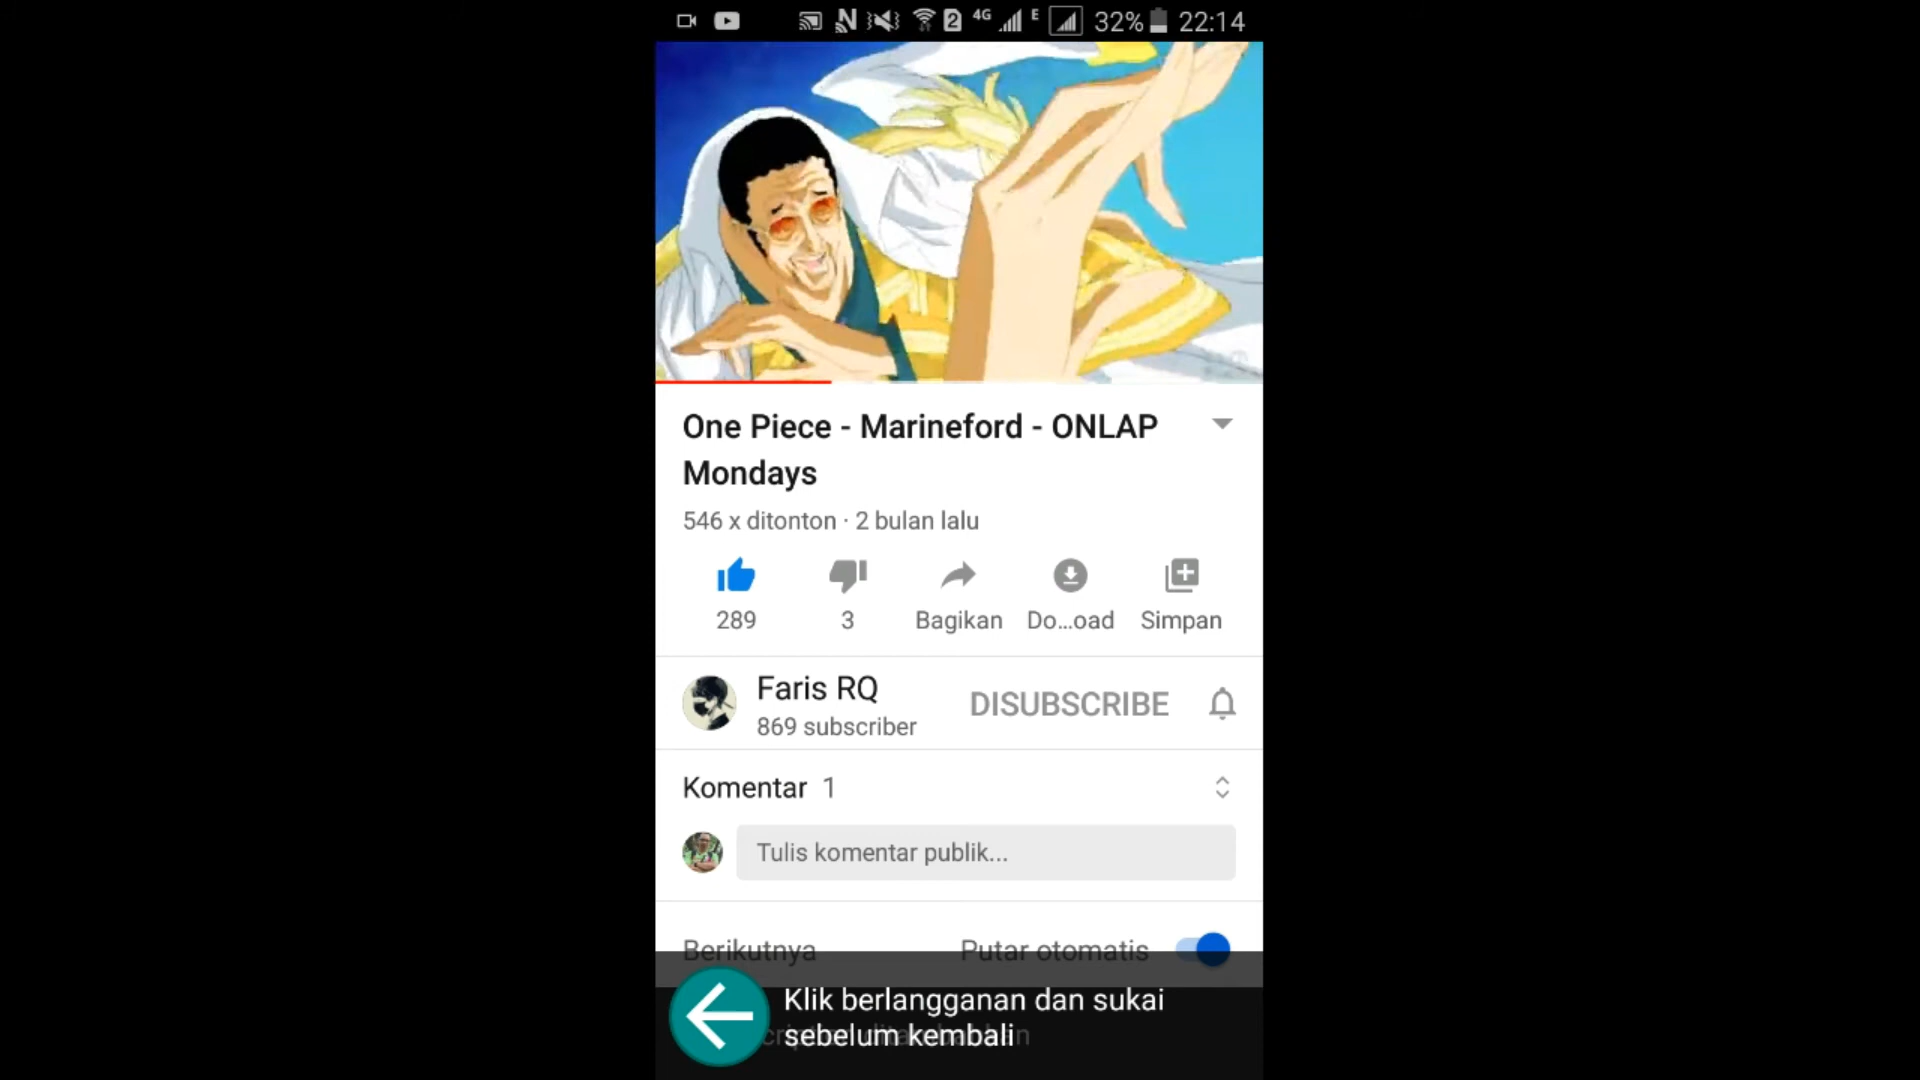 2 4G E 32% 22:14
One Piece - Marineford - ONLAP
Mondays
546 x ditonton · 2 bulan lalu
289 3 Bagikan Do...oad Simpan
Faris RQ
869 subscriber
DISUBSCRIBE
Komentar 1
Tulis komentar publik...
Berikutnya Putar otomatis
Klik berlangganan dan sukai
sebelum kembali